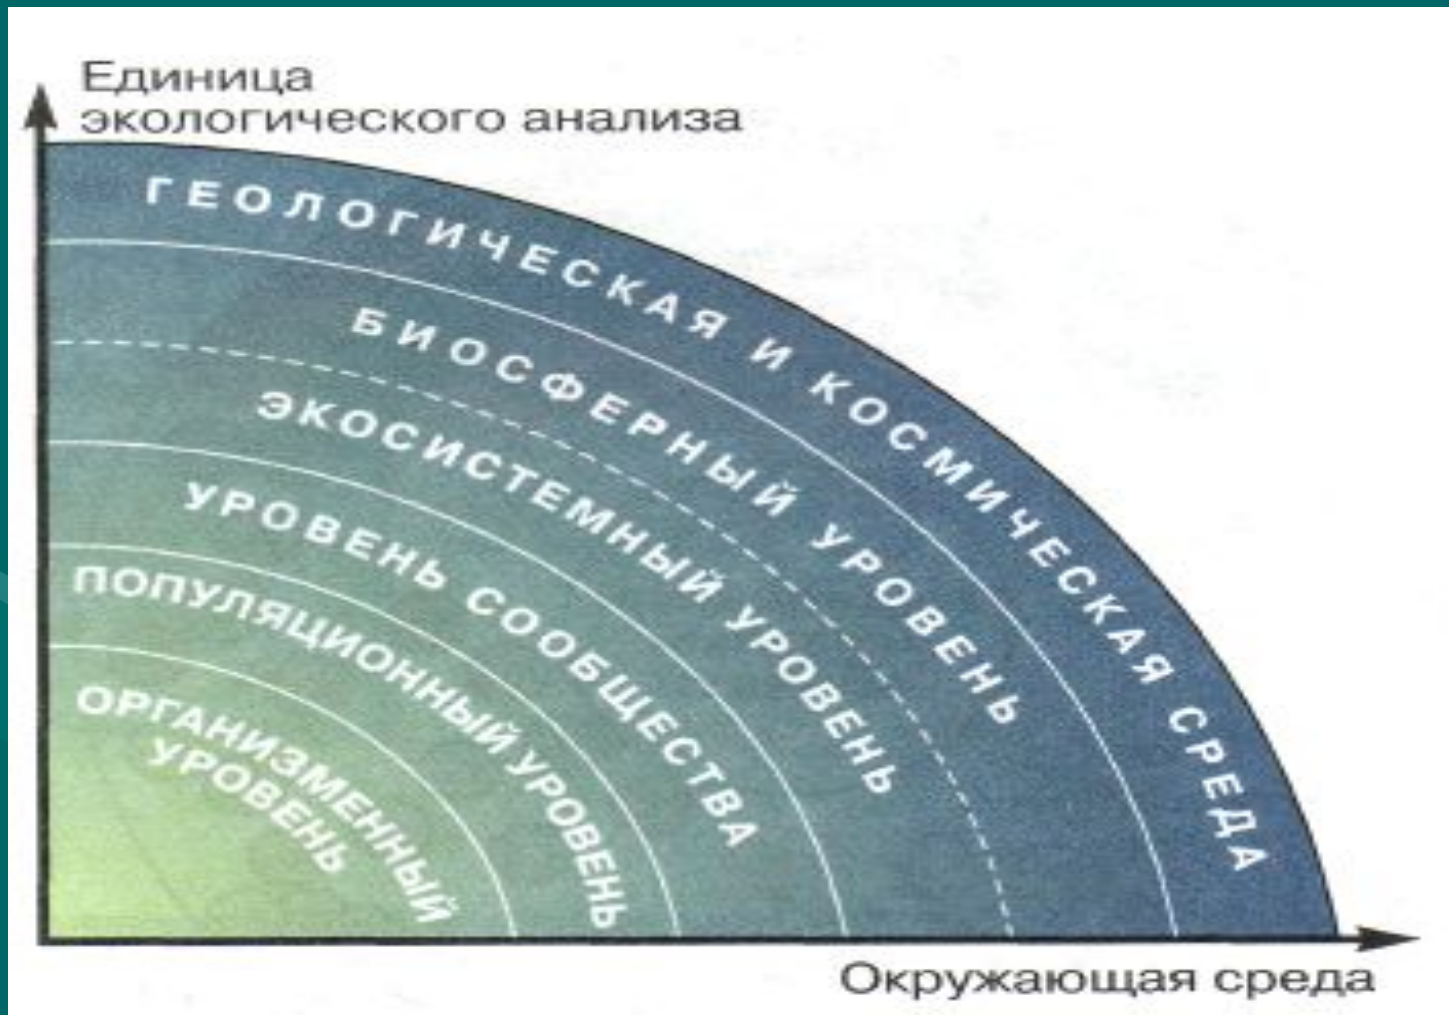 Единица
экологического анализа
ГЕОЛОГИЧЕСКАЯ И КОСМИЧЕСКАЯ СРЕДА
БИОСФЕРНЫЙ УРОВЕНЬ
ЭКОСИСТЕМНЫЙ УРОВЕНЬ
УРОВЕНЬ СООБЩЕСТВА
ПОПУЛЯЦИОННЫЙ УРОВЕНЬ
ОРГАНИЗМЕННЫЙ
УРОВЕНЬ
Окружающая среда